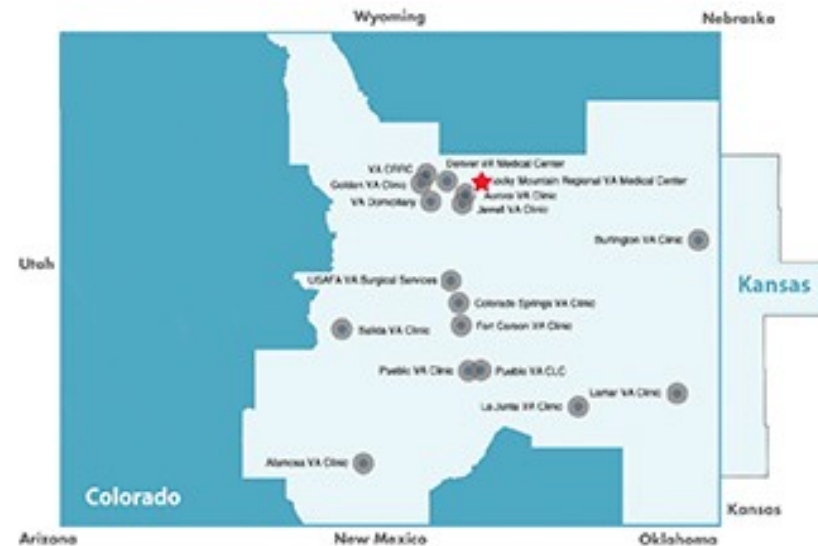 Wyoming
Nebraska
Denver VA Medical Center
VA CRRC
Rocky Mountain Regional VA Medical Center
Golden VA Clinic
Aurora VA Clinic
VA Domiciliary
Jewell VA Clinic
Burlington VA Clinic
Utah
USAFA VA Surgical Services
Kansas
Colorado Springs VA Clinic
Fort Carson VA Clinic
Salida VA Clinic
Pueblo VA Clinic
Pueblo VA CLC
Lamar VA Clinic
La Junta VA Clinic
Alamosa VA Clinic
Colorado
Kansas
Arizona
New Mexico
Oklahoma